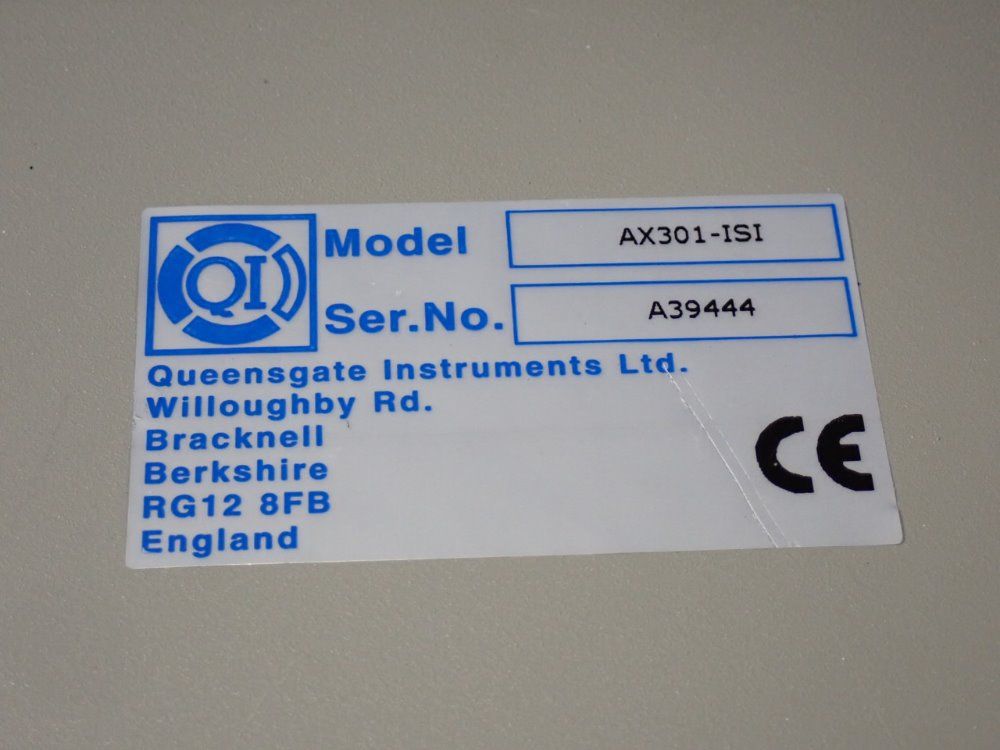 QI
Model AX301-ISI
Ser.No. A39444
Queensgate Instruments Ltd.
Willoughby Rd.
Bracknell
Berkshire
RG12 8FB
England
CE